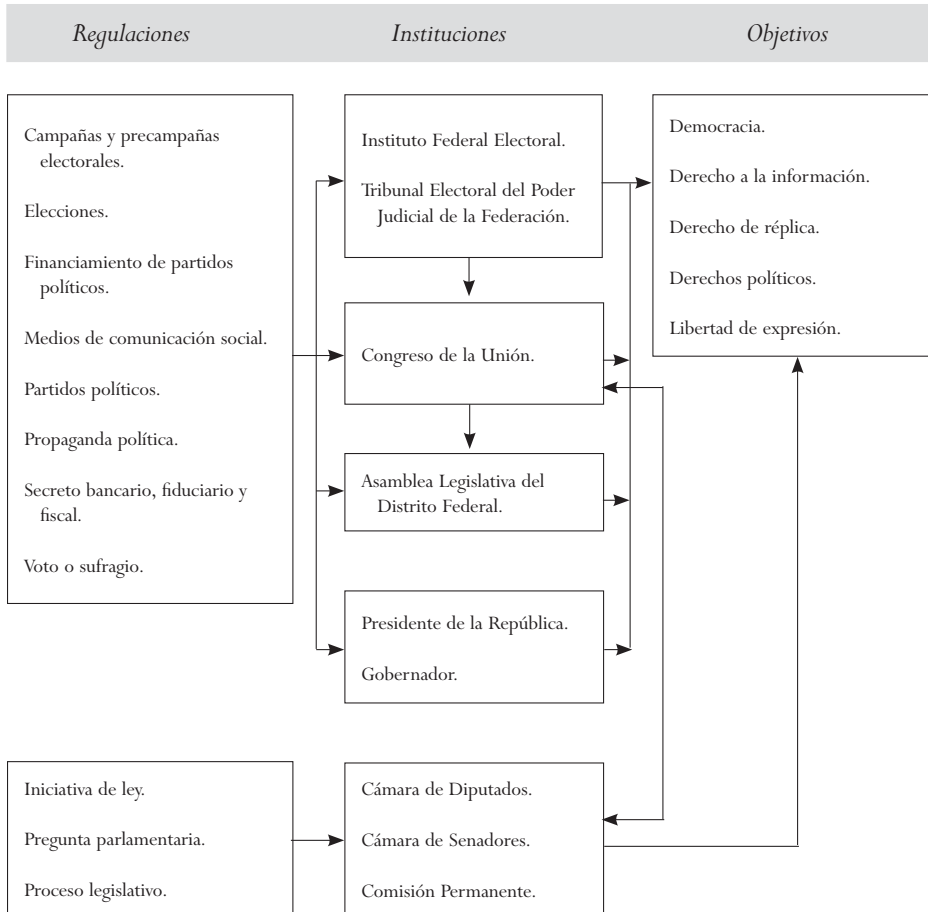 Regulaciones
Instituciones
Objetivos
Campañas y precampañas
electorales.
Elecciones.
Financiamiento de partidos
políticos.
Medios de comunicación social.
Partidos políticos.
Propaganda política.
Secreto bancario, fiduciario y
fiscal.
Voto o sufragio.
Instituto Federal Electoral.
Tribunal Electoral del Poder
Judicial de la Federación.
Congreso de la Unión.
Asamblea Legislativa del
Distrito Federal.
Presidente de la República.
Gobernador.
Democracia.
Derecho a la información.
Derecho de réplica.
Derechos políticos.
Libertad de expresión.
Iniciativa de ley.
Pregunta parlamentaria.
Proceso legislativo.
Cámara de Diputados.
Cámara de Senadores.
Comisión Permanente.